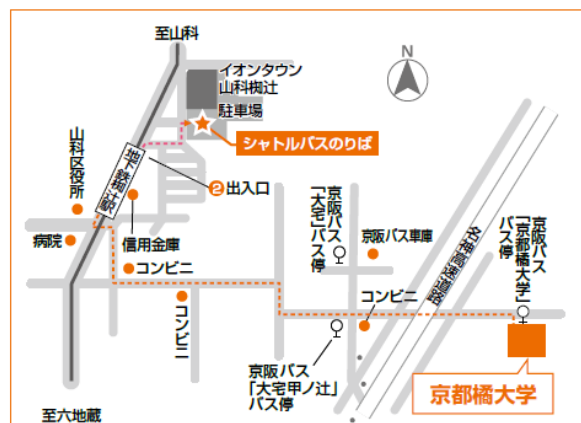 至山科
イオンタウン
山科椥辻
駐車場
N
シャトルバスのりば
山科区役所
地下鉄椥辻駅
2 出入口
病院
信用金庫
コンビニ
コンビニ
京阪バス
「大宅」バス停
京阪バス車庫
名神高速道路
京阪バス
「京都橘大学」
バス停
コンビニ
京阪バス
「大宅甲ノ辻」
バス停
京都橘大学
至六地蔵